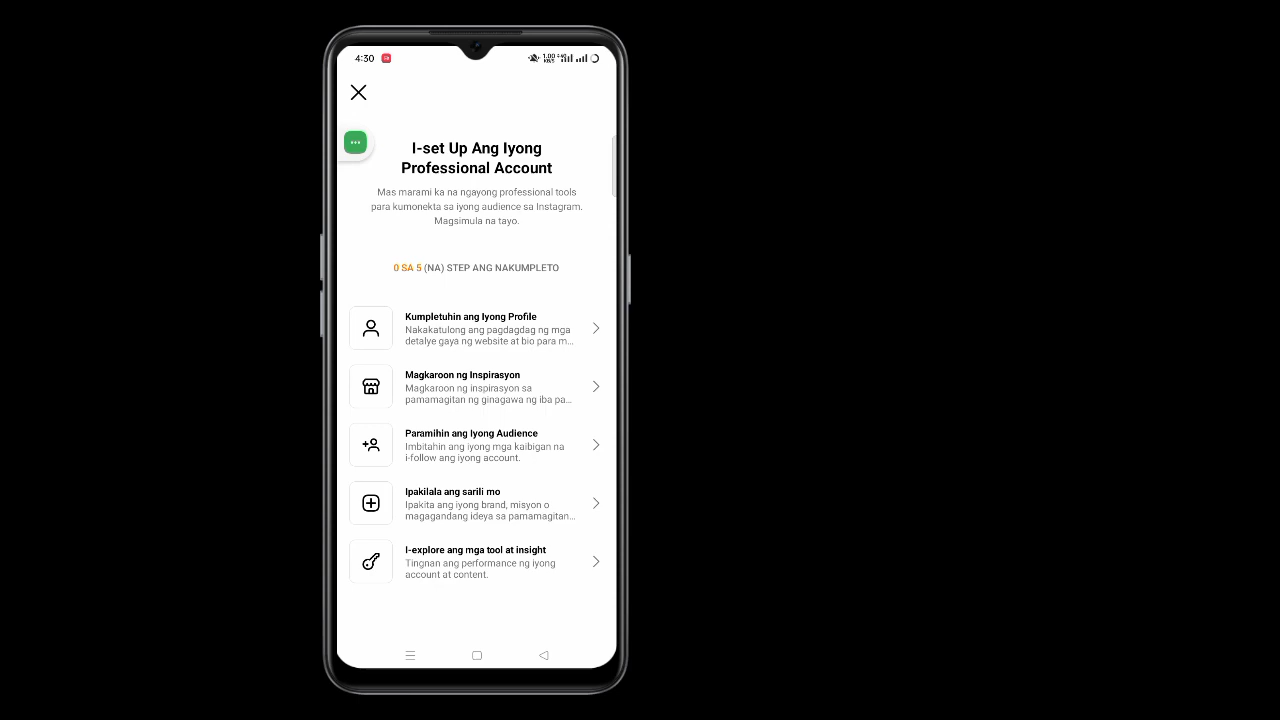 4:30
I-set Up Ang Iyong
Professional Account
Mas marami ka na ngayong professional tools
para kumonekta sa iyong audience sa Instagram.
Magsimula na tayo.
0 SA 5 (NA) STEP ANG NAKUMPLETO
Kumpletuhin ang Iyong Profile
Nakakatulong ang pagdagdag ng mga
detalye gaya ng website at bio para m...
Magkaroon ng Inspirasyon
Magkaroon ng inspirasyon sa
pamamagitan ng ginagawa ng iba pa...
Paramihin ang Iyong Audience
Imbitahin ang iyong mga kaibigan na
i-follow ang iyong account.
Ipakilala ang sarili mo
Ipakita ang iyong brand, misyon o
magagandang ideya sa pamamagitan...
I-explore ang mga tool at insight
Tingnan ang performance ng iyong
account at content.